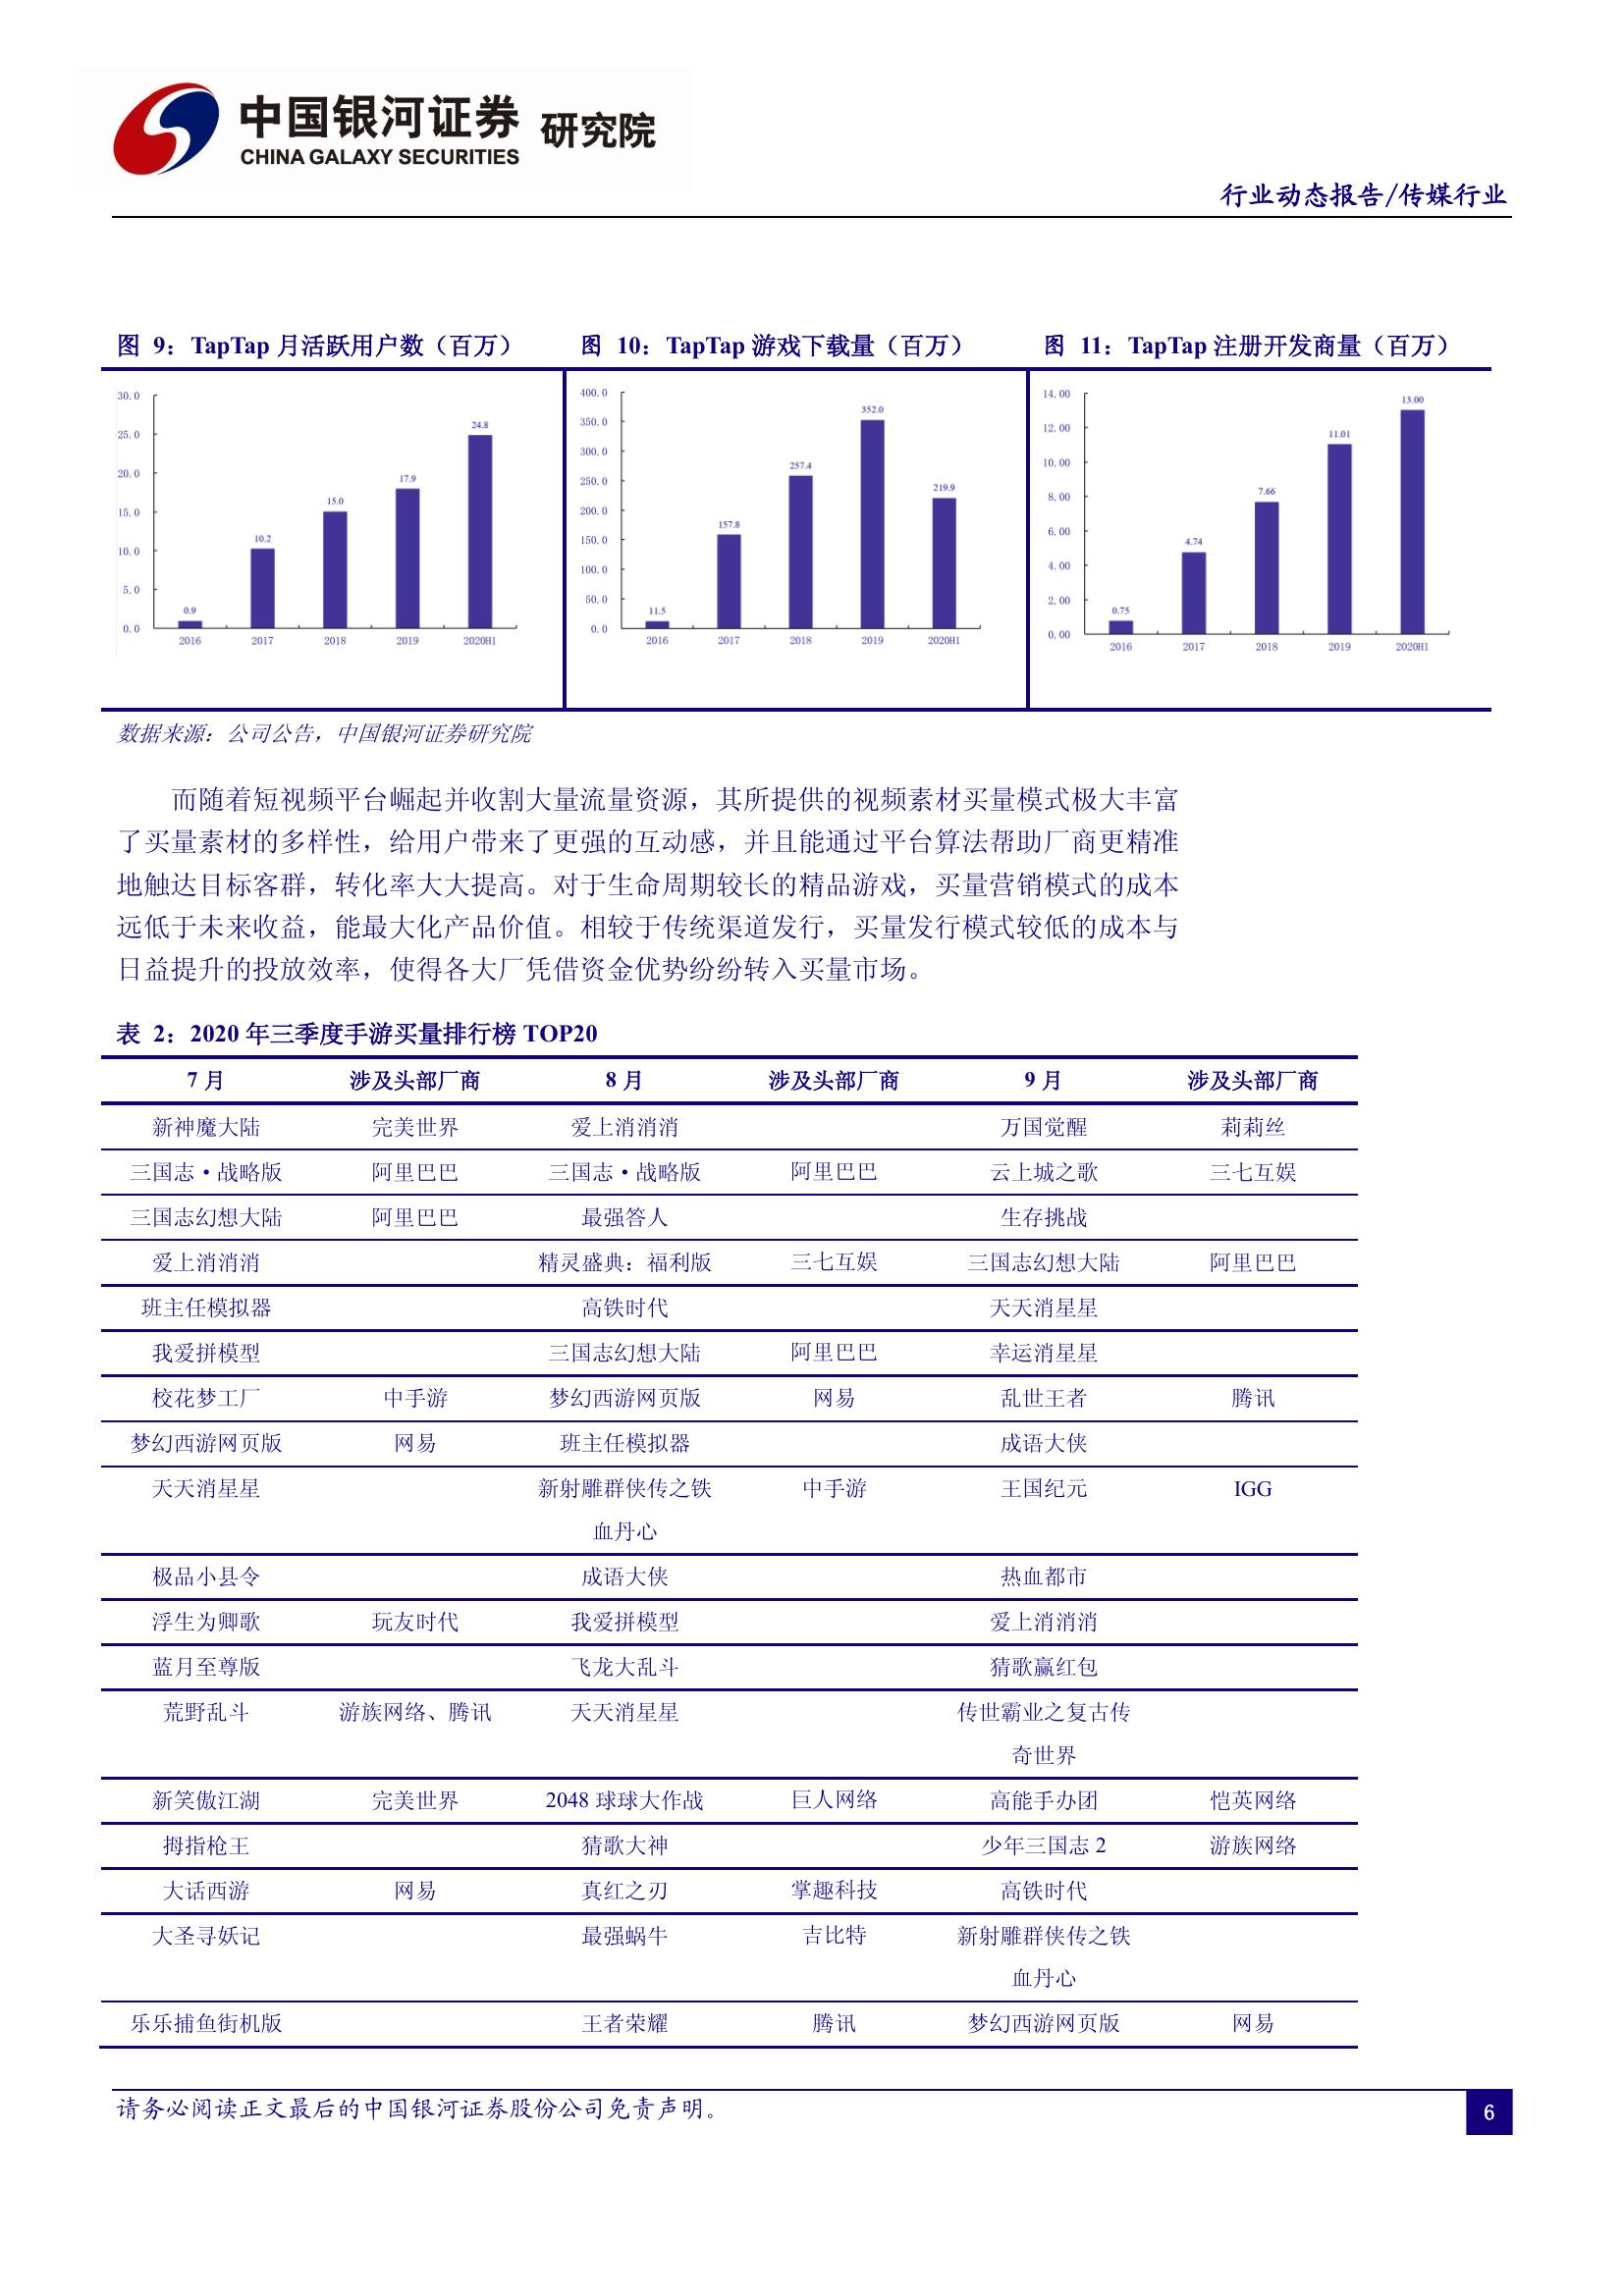 中国银河证券 研究院
CHINA GALAXY SECURITIES
行业动态报告/传媒行业
图 9：TapTap 月活跃用户数（百万）
30.0
25.0
20.0
15.0
10.0
5.0
0.0
0.9
10.2
15.0
17.9
24.8
2016 2017 2018 2019 2020H1
图 10：TapTap 游戏下载量（百万）
400.0
350.0
300.0
250.0
200.0
150.0
100.0
50.0
0.0
11.5
157.8
257.4
352.0
219.9
2016 2017 2018 2019 2020H1
图 11：TapTap 注册开发商量（百万）
14.00
12.00
10.00
8.00
6.00
4.00
2.00
0.00
0.75
4.74
7.66
11.01
13.00
2016 2017 2018 2019 2020H1
数据来源：公司公告，中国银河证券研究院
而随着短视频平台崛起并收割大量流量资源，其所提供的视频素材买量模式极大丰富
了买量素材的多样性，给用户带来了更强的互动感，并且能通过平台算法帮助厂商更精准
地触达目标客群，转化率大大提高。对于生命周期较长的精品游戏，买量营销模式的成本
远低于未来收益，能最大化产品价值。相较于传统渠道发行，买量发行模式较低的成本与
日益提升的投放效率，使得各大厂凭借资金优势纷纷转入买量市场。
表 2：2020 年三季度手游买量排行榜 TOP20
7 月 涉及头部厂商 8 月 涉及头部厂商 9 月 涉及头部厂商
新神魔大陆 完美世界 爱上消消消 万国觉醒 莉莉丝
三国志·战略版 阿里巴巴 三国志·战略版 阿里巴巴 云上城之歌 三七互娱
三国志幻想大陆 阿里巴巴 最强答人 生存挑战
爱上消消消 精灵盛典：福利版 三七互娱 三国志幻想大陆 阿里巴巴
班主任模拟器 高铁时代 天天消星星
我爱拼模型 三国志幻想大陆 阿里巴巴 幸运消星星
校花梦工厂 中手游 梦幻西游网页版 网易 乱世王者 腾讯
梦幻西游网页版 网易 班主任模拟器 成语大侠
天天消星星 新射雕群侠传之铁 中手游 王国纪元 IGG
血丹心
极品小县令 成语大侠 热血都市
浮生为卿歌 玩友时代 我爱拼模型 爱上消消消
蓝月至尊版 飞龙大乱斗 猜歌赢红包
荒野乱斗 游族网络、腾讯 天天消星星 传世霸业之复古传
奇世界
新笑傲江湖 完美世界 2048 球球大作战 巨人网络 高能手办团 恺英网络
拇指枪王 猜歌大神 少年三国志 2 游族网络
大话西游 网易 真红之刃 掌趣科技 高铁时代
大圣寻妖记 最强蜗牛 吉比特 新射雕群侠传之铁
血丹心
乐乐捕鱼街机版 王者荣耀 腾讯 梦幻西游网页版 网易
请务必阅读正文最后的中国银河证券股份公司免责声明。
6